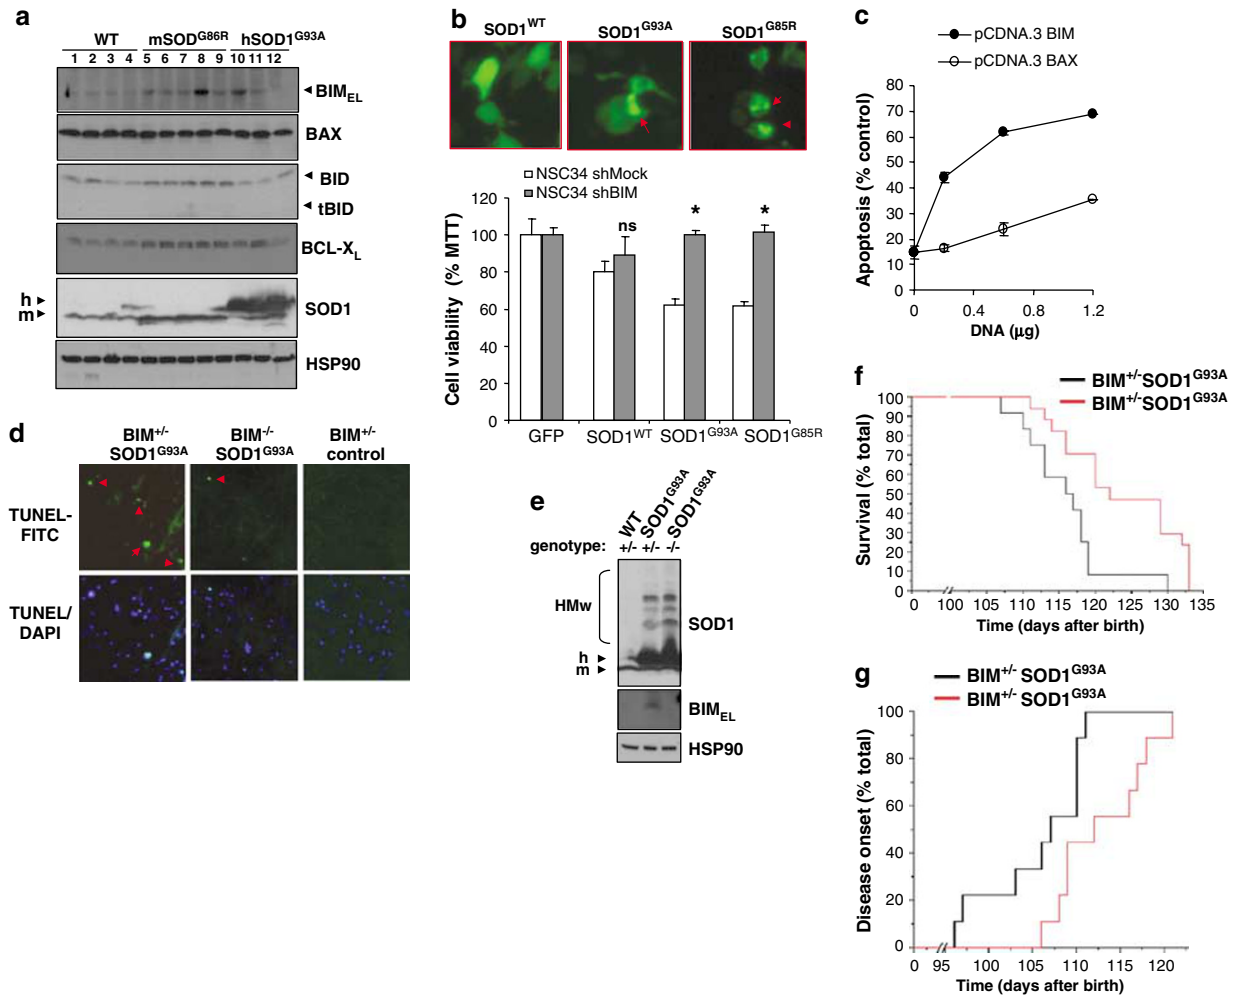 a
WT mSOD^G86R hSOD1^G93A
1 2 3 4 5 6 7 8 9 10 11 12
BIM_EL
BAX
BID
tBID
BCL-X_L
h
m
SOD1
HSP90
b
SOD1^WT SOD1^G93A SOD1^G85R
NSC34 shMock
NSC34 shBIM
Cell viability (% MTT)
120
100
80
60
40
20
0
ns * *
GFP SOD1^WT SOD1^G93A SOD1^G85R
c
pCDNA.3 BIM
pCDNA.3 BAX
Apoptosis (% control)
80
70
60
50
40
30
20
10
0
0 0.4 0.8 1.2
DNA (µg)
d
BIM+/- SOD1^G93A
BIM-/- SOD1^G93A
BIM+/- control
TUNEL-
FITC
TUNEL/
DAPI
e
WT SOD1^G93A SOD1^G93A
genotype: +/- +/- -/-
HMw
h
m
SOD1
BIM_EL
HSP90
f
BIM+/-SOD1^G93A
BIM+/-SOD1^G93A
Survival (% total)
100
90
80
70
60
50
40
30
20
10
0
0 100 105 110 115 120 125 130 135
Time (days after birth)
g
BIM+/- SOD1^G93A
BIM+/- SOD1^G93A
Disease onset (% total)
100
80
60
40
20
0
0 95 100 105 110 115 120
Time (days after birth)